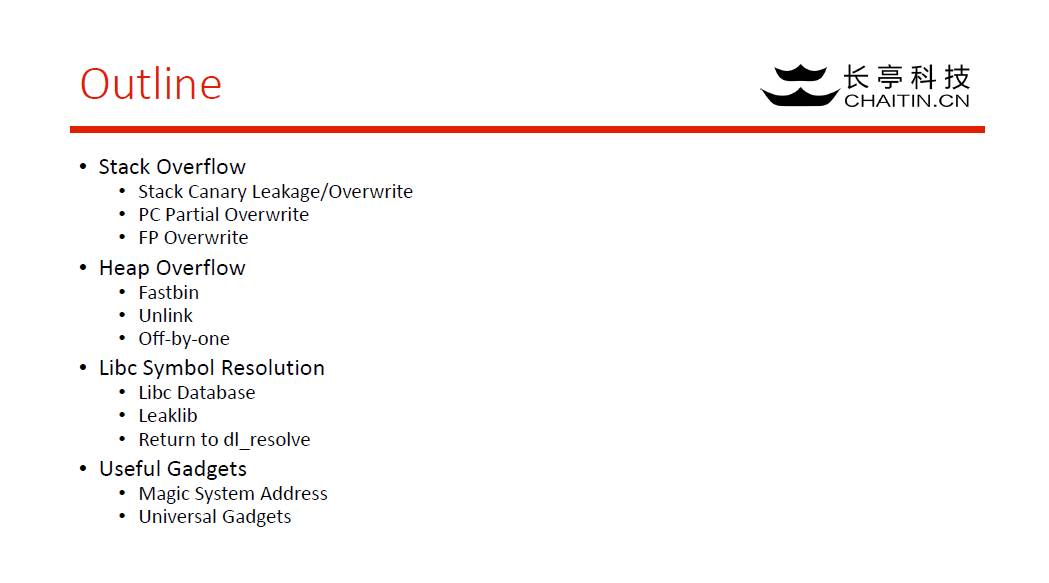 Outline
长亭科技
CHAITIN.CN
• Stack Overflow
• Stack Canary Leakage/Overwrite
• PC Partial Overwrite
• FP Overwrite
• Heap Overflow
• Fastbin
• Unlink
• Off-by-one
• Libc Symbol Resolution
• Libc Database
• Leaklib
• Return to dl_resolve
• Useful Gadgets
• Magic System Address
• Universal Gadgets